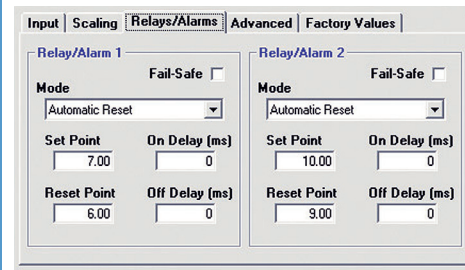 Input Scaling Relays/Alarms Advanced Factory Values
Relay/Alarm 1
Fail-Safe
Mode
Automatic Reset
Set Point On Delay (ms)
7.00 0
Reset Point Off Delay (ms)
6.00 0
Relay/Alarm 2
Fail-Safe
Mode
Automatic Reset
Set Point On Delay (ms)
10.00 0
Reset Point Off Delay (ms)
9.00 0